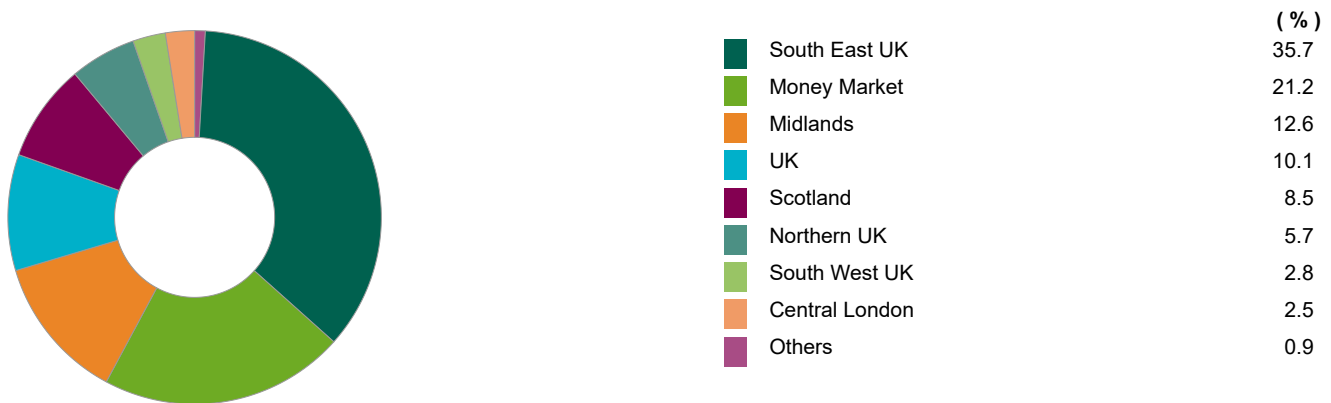 ( % )
South East UK 35.7
Money Market 21.2
Midlands 12.6
UK 10.1
Scotland 8.5
Northern UK 5.7
South West UK 2.8
Central London 2.5
Others 0.9